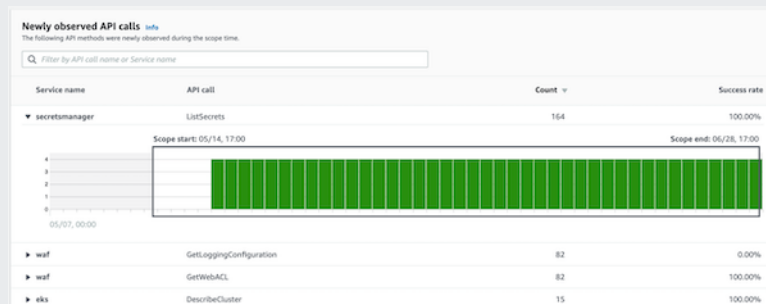 Newly observed API calls Info
The following API methods were newly observed during the scope time.
Filter by API call name or Service name
Service name API call Count Success rate
secretsmanager ListSecrets 164 100.00%
Scope start: 05/14, 17:00 Scope end: 06/28, 17:00
4
3
2
1
0
05/07, 00:00
waf GetLoggingConfiguration 82 0.00%
waf GetWebACL 82 100.00%
eks DescribeCluster 15 100.00%